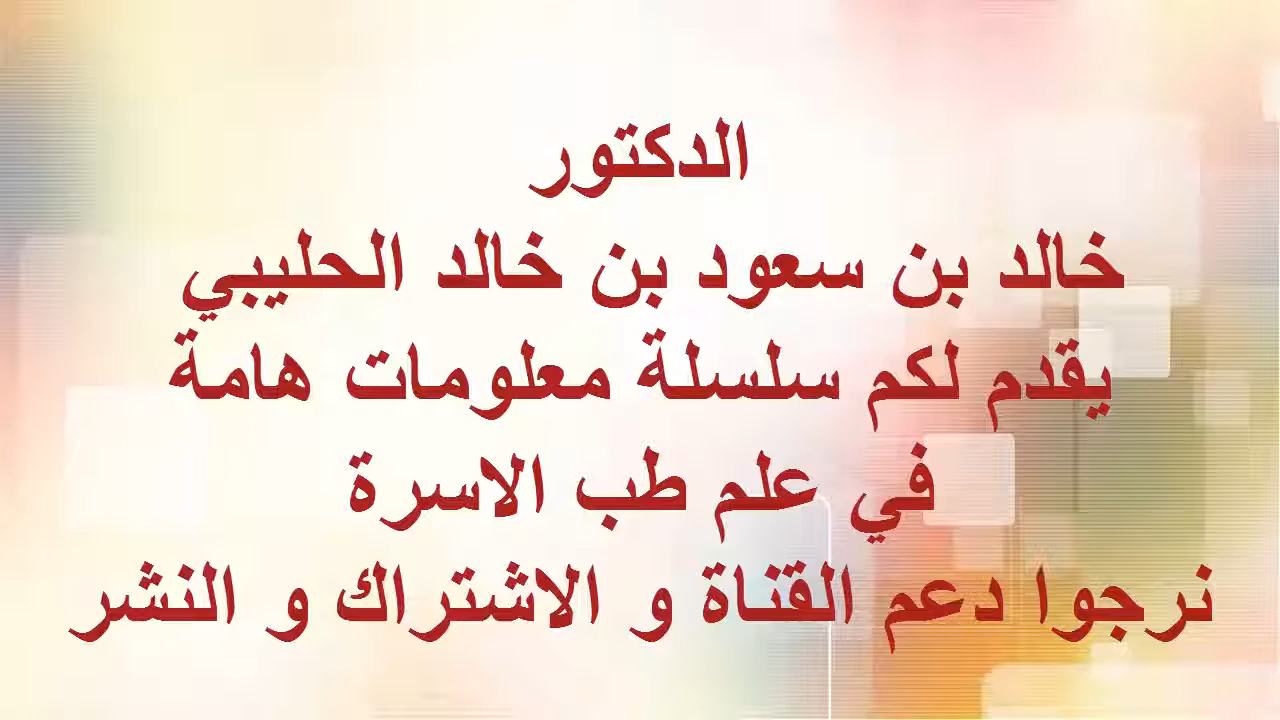 الدكتور
خالد بن سعود بن خالد الحليبي
يقدم لكم سلسلة معلومات هامة
في علم طب الاسرة
نرجوا دعم القناة و الاشتراك و النشر